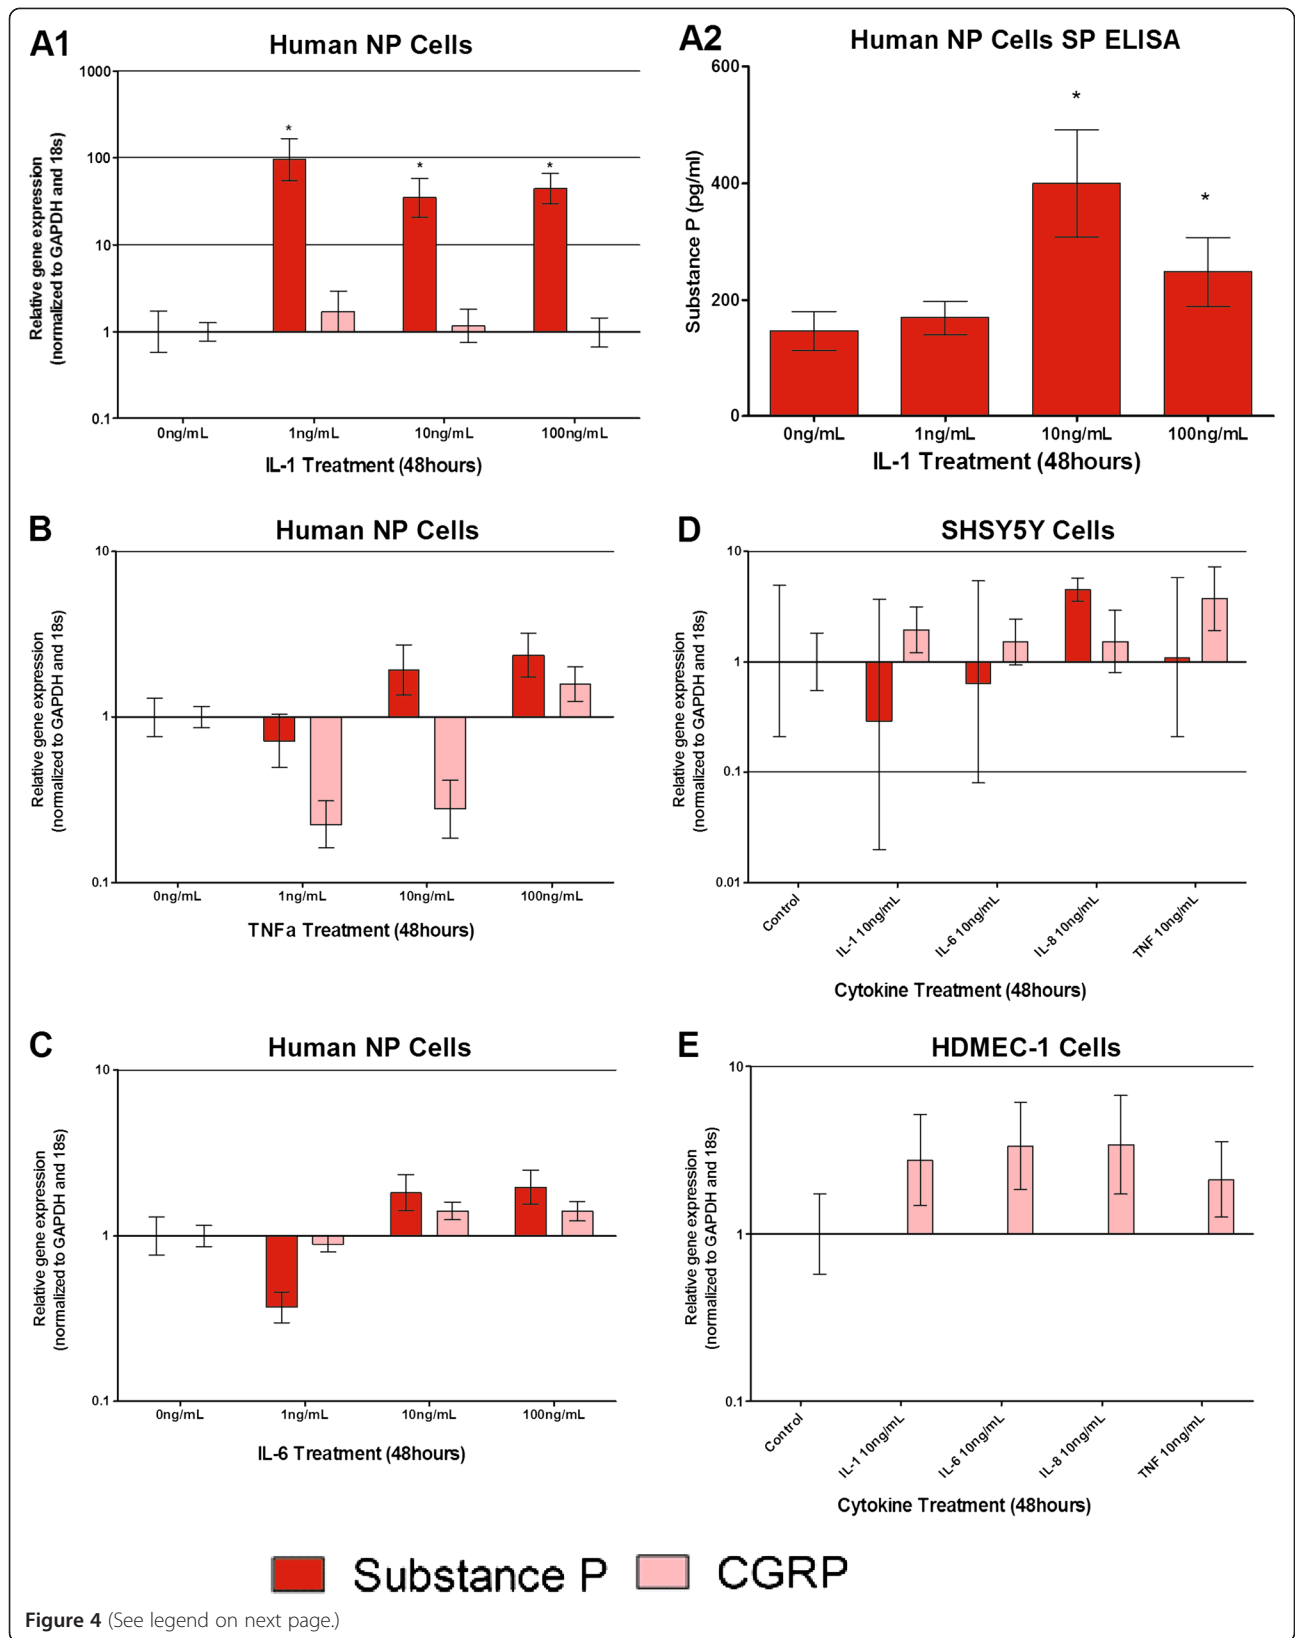 A1
Human NP Cells
Relative gene expression
(normalized to GAPDH and 18s)
1000
100
10
1
0.1
*
*
*
0ng/mL 1ng/mL 10ng/mL 100ng/mL
IL-1 Treatment (48hours)
A2
Human NP Cells SP ELISA
Substance P (pg/ml)
600
400
200
0
*
*
0ng/mL 1ng/mL 10ng/mL 100ng/mL
IL-1 Treatment (48hours)
B
Human NP Cells
Relative gene expression
(normalized to GAPDH and 18s)
10
1
0.1
0ng/mL 1ng/mL 10ng/mL 100ng/mL
TNFa Treatment (48hours)
D
SHSY5Y Cells
Relative gene expression
(normalized to GAPDH and 18s)
10
1
0.1
0.01
Control
IL-1 10ng/mL
IL-6 10ng/mL
IL-8 10ng/mL
TNF 10ng/mL
Cytokine Treatment (48hours)
C
Human NP Cells
Relative gene expression
(normalized to GAPDH and 18s)
10
1
0.1
0ng/mL 1ng/mL 10ng/mL 100ng/mL
IL-6 Treatment (48hours)
E
HDMEC-1 Cells
Relative gene expression
(normalized to GAPDH and 18s)
10
1
0.1
Control
IL-1 10ng/mL
IL-6 10ng/mL
IL-8 10ng/mL
TNF 10ng/mL
Cytokine Treatment (48hours)
Substance P CGRP
Figure 4 (See legend on next page.)